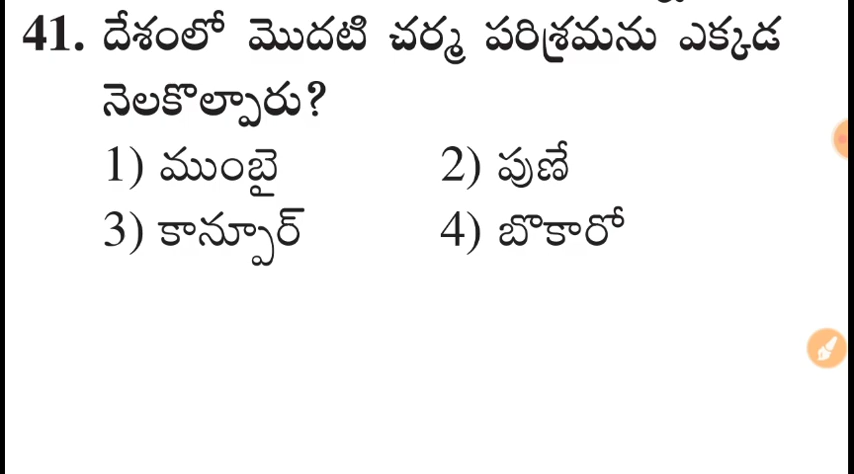 41. దేశంలో మొదటి చర్మ పరిశ్రమను ఎక్కడ
నెలకొల్పారు?
1) ముంబై 2) పుణే
3) కాన్పూర్ 4) బొకారో